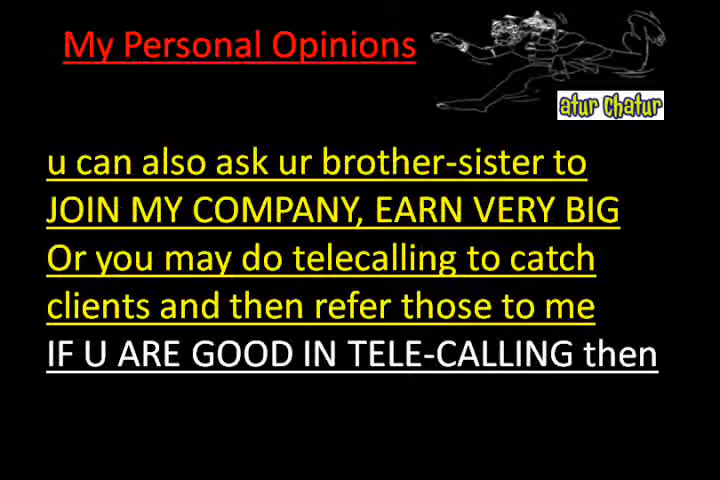 My Personal Opinions
atur chatur
u can also ask ur brother-sister to
JOIN MY COMPANY, EARN VERY BIG
Or you may do telecalling to catch
clients and then refer those to me
IF U ARE GOOD IN TELE-CALLING then